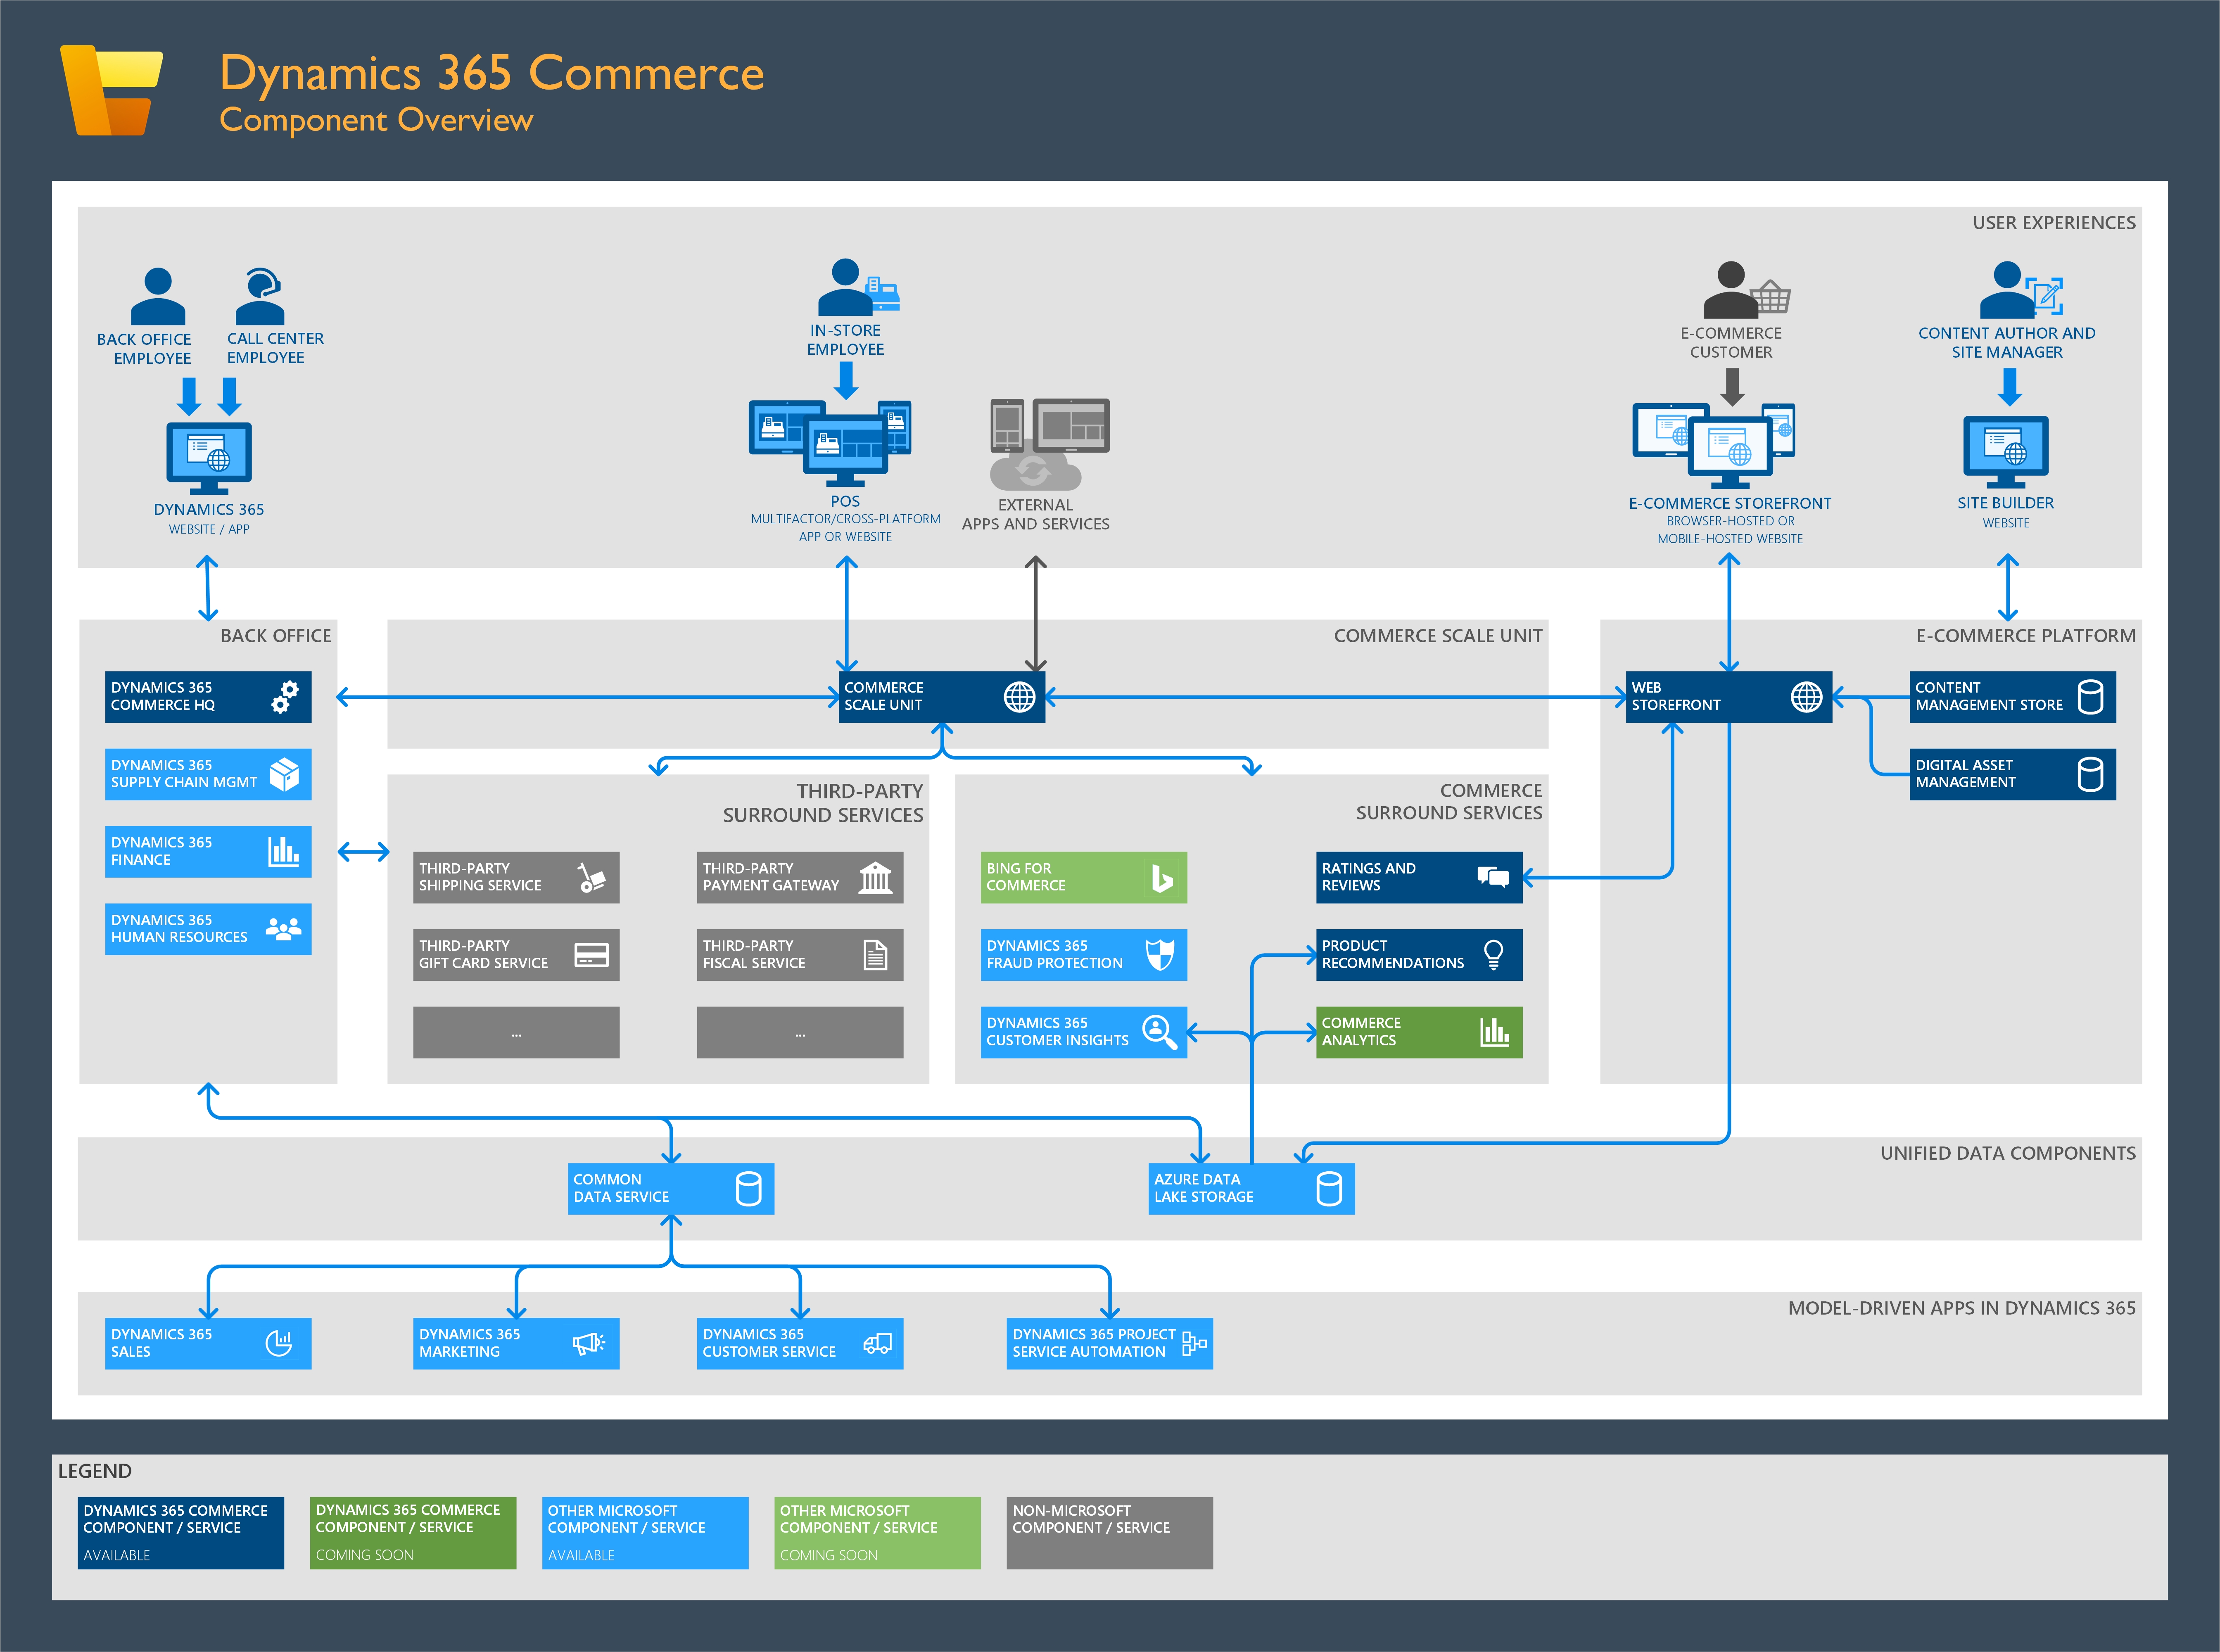 Dynamics 365 Commerce
Component Overview
USER EXPERIENCES
BACK OFFICE
EMPLOYEE
CALL CENTER
EMPLOYEE
IN-STORE
EMPLOYEE
E-COMMERCE
CUSTOMER
CONTENT AUTHOR AND
SITE MANAGER
DYNAMICS 365
WEBSITE / APP
POS
MULTIFACTOR/CROSS-PLATFORM
APP OR WEBSITE
EXTERNAL
APPS AND SERVICES
E-COMMERCE STOREFRONT
BROWSER-HOSTED OR
MOBILE-HOSTED WEBSITE
SITE BUILDER
WEBSITE
BACK OFFICE
DYNAMICS 365
COMMERCE HQ
DYNAMICS 365
SUPPLY CHAIN MGMT
DYNAMICS 365
FINANCE
DYNAMICS 365
HUMAN RESOURCES
COMMERCE SCALE UNIT
COMMERCE
SCALE UNIT
E-COMMERCE PLATFORM
WEB
STOREFRONT
CONTENT
MANAGEMENT STORE
DIGITAL ASSET
MANAGEMENT
THIRD-PARTY
SURROUND SERVICES
THIRD-PARTY
SHIPPING SERVICE
THIRD-PARTY
PAYMENT GATEWAY
THIRD-PARTY
GIFT CARD SERVICE
THIRD-PARTY
FISCAL SERVICE
...
...
COMMERCE
SURROUND SERVICES
BING FOR
COMMERCE
RATINGS AND
REVIEWS
DYNAMICS 365
FRAUD PROTECTION
PRODUCT
RECOMMENDATIONS
DYNAMICS 365
CUSTOMER INSIGHTS
COMMERCE
ANALYTICS
UNIFIED DATA COMPONENTS
COMMON
DATA SERVICE
AZURE DATA
LAKE STORAGE
MODEL-DRIVEN APPS IN DYNAMICS 365
DYNAMICS 365
SALES
DYNAMICS 365
MARKETING
DYNAMICS 365
CUSTOMER SERVICE
DYNAMICS 365 PROJECT
SERVICE AUTOMATION
LEGEND
DYNAMICS 365 COMMERCE
COMPONENT / SERVICE
AVAILABLE
DYNAMICS 365 COMMERCE
COMPONENT / SERVICE
COMING SOON
OTHER MICROSOFT
COMPONENT / SERVICE
AVAILABLE
OTHER MICROSOFT
COMPONENT / SERVICE
COMING SOON
NON-MICROSOFT
COMPONENT / SERVICE